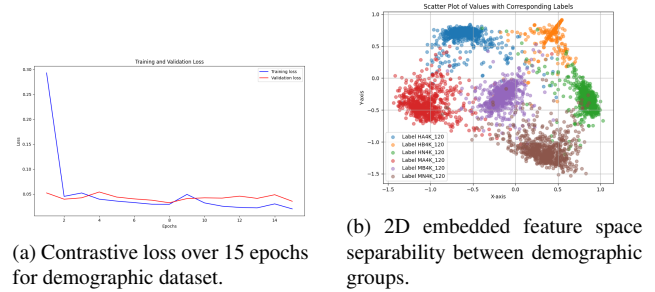 Training and Validation Loss
Training loss
Validation loss
0.30
0.25
0.20
0.15
0.10
0.05
Loss
2
4
6
8
10
12
14
Epochs
(a) Contrastive loss over 15 epochs
for demographic dataset.
Scatter Plot of Values with Corresponding Labels
1.0
0.5
0.0
−0.5
−1.0
−1.5
Y-axis
Label HA4K_120
Label HB4K_120
Label HN4K_120
Label MA4K_120
Label MB4K_120
Label MN4K_120
−1.5
−1.0
−0.5
0.0
0.5
1.0
X-axis
(b) 2D embedded feature space
separability between demographic
groups.